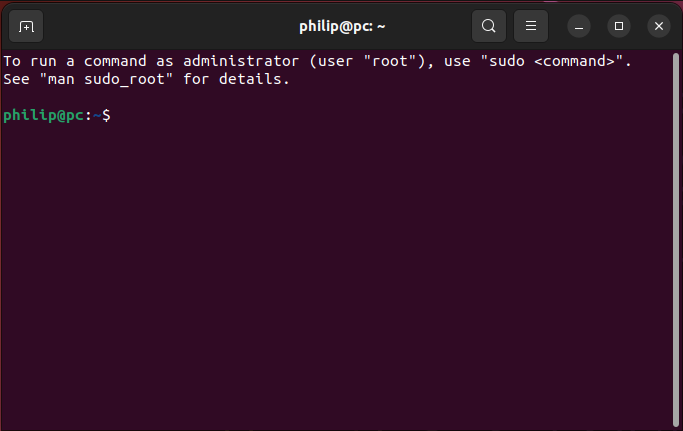 philip@pc: ~
To run a command as administrator (user "root"), use "sudo <command>".
See "man sudo_root" for details.
philip@pc:~$